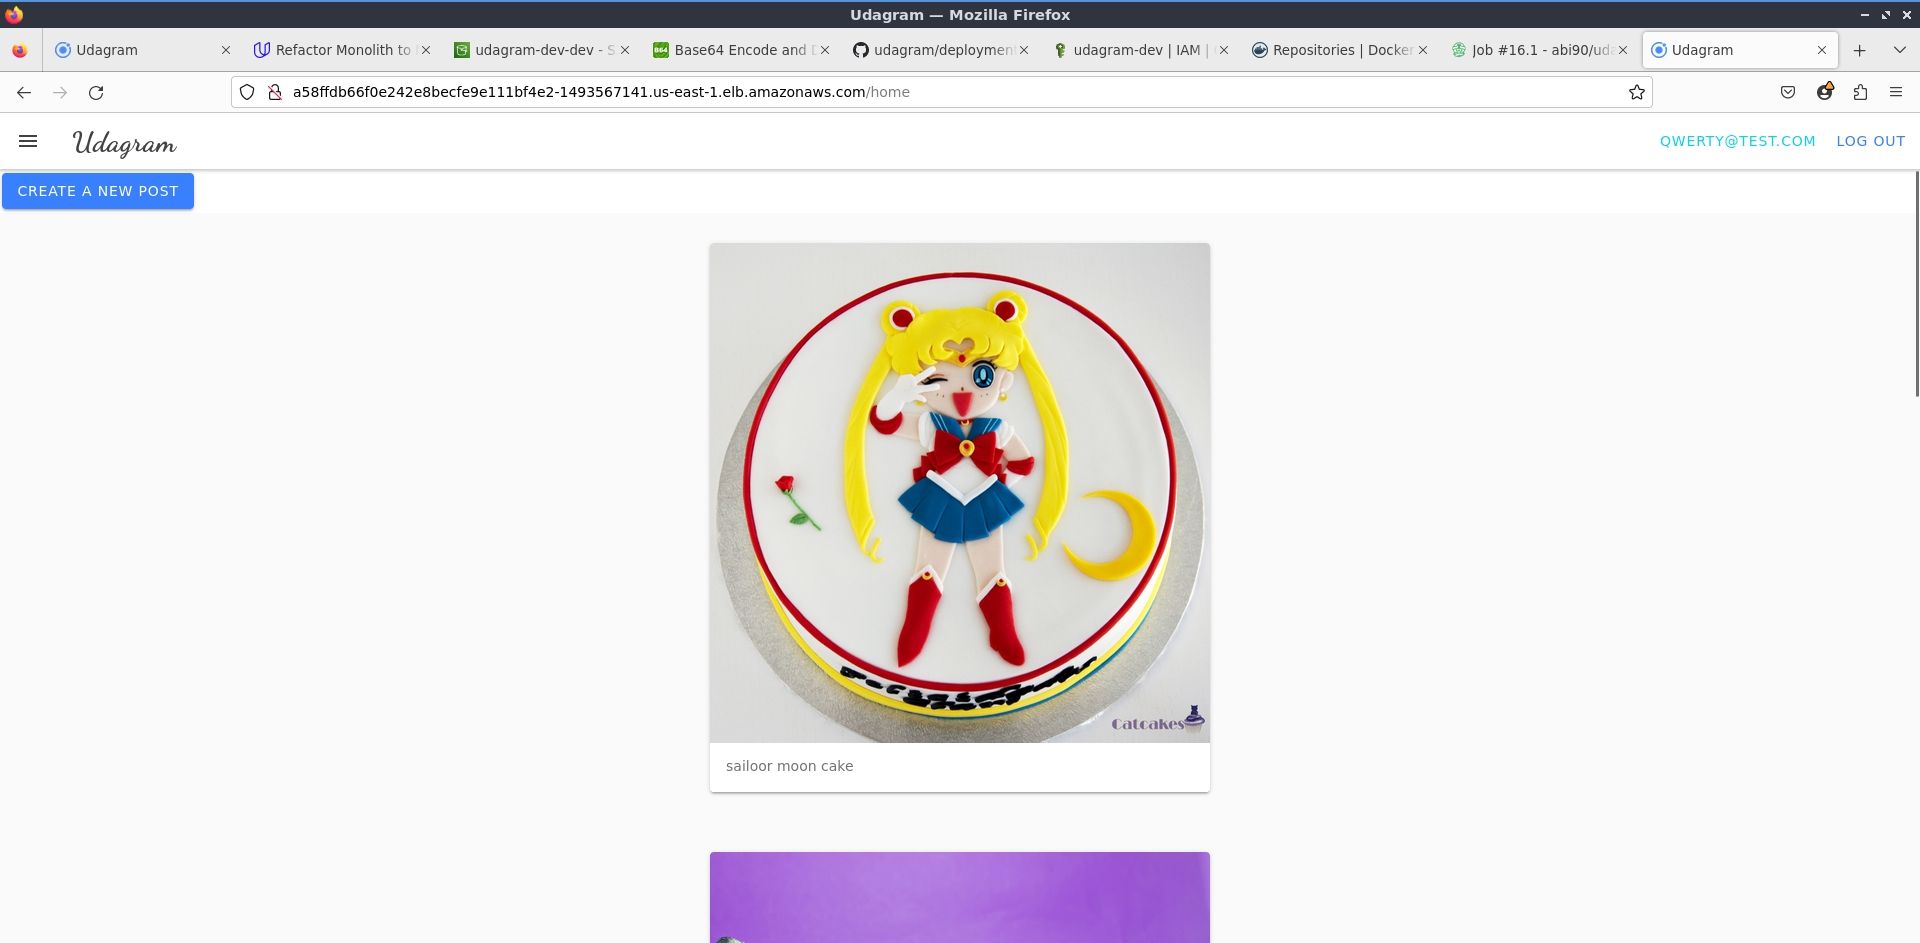 Udagram — Mozilla Firefox
Udagram
Refactor Monolith to
udagram-dev-dev - S
Base64 Encode and D
udagram/deploymen
udagram-dev | IAM |
Repositories | Docker
Job #16.1 - abi90/uda
Udagram
a58ffdb66f0e242e8becfe9e111bf4e2-1493567141.us-east-1.elb.amazonaws.com/home
Udagram
QWERTY@TEST.COM
LOG OUT
CREATE A NEW POST
Catcakes
sailoor moon cake